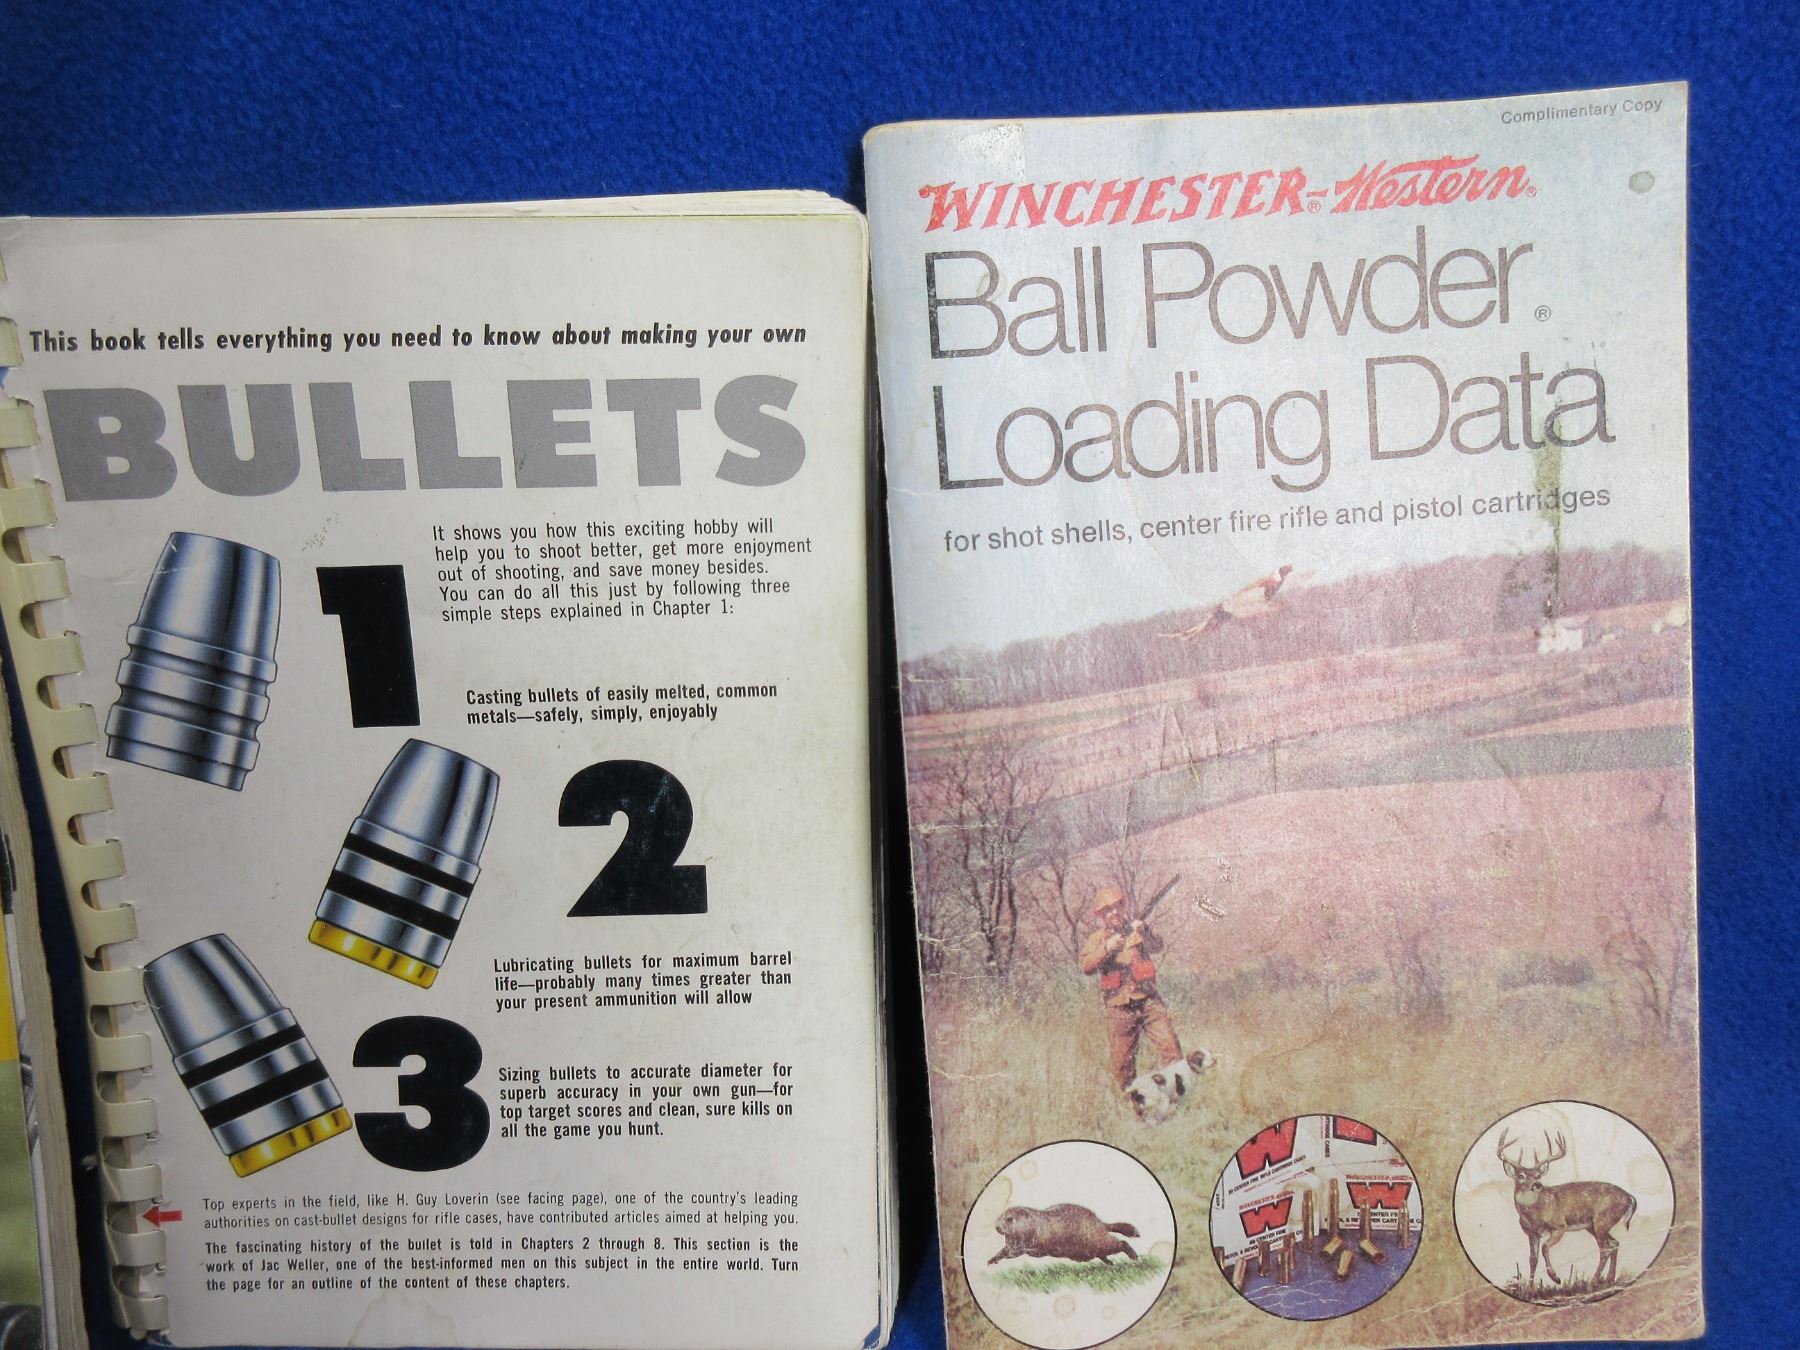 This book tells everything you need to know about making your own
BULLETS
It shows you how this exciting hobby will
help you to shoot better, get more enjoyment
out of shooting, and save money besides.
You can do all this just by following three
simple steps explained in Chapter 1:
1
Casting bullets of easily melted, common
metals—safely, simply, enjoyably
2
Lubricating bullets for maximum barrel
life—probably many times greater than
your present ammunition will allow
3
Sizing bullets to accurate diameter for
superb accuracy in your own gun—for
top target scores and clean, sure kills on
all the game you hunt.
Top experts in the field, like H. Guy Loverin (see facing page), one of the country's leading
authorities on cast-bullet designs for rifle cases, have contributed articles aimed at helping you.
The fascinating history of the bullet is told in Chapters 2 through 8. This section is the
work of Jac Weller, one of the best-informed men on this subject in the entire world. Turn
the page for an outline of the content of these chapters.
Complimentary Copy
WINCHESTER®-Western®
Ball Powder®
Loading Data
for shot shells, center fire rifle and pistol cartridges
W
W
W